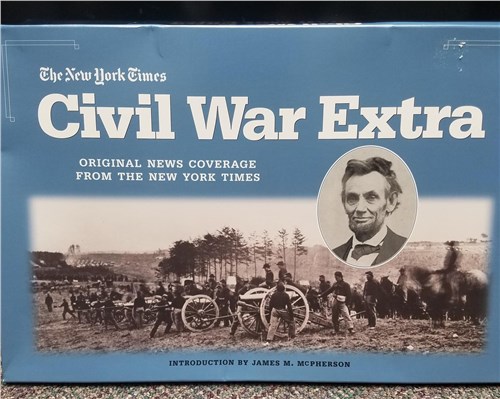 The New York Times
Civil War Extra
ORIGINAL NEWS COVERAGE
FROM THE NEW YORK TIMES
INTRODUCTION BY JAMES M. McPHERSON